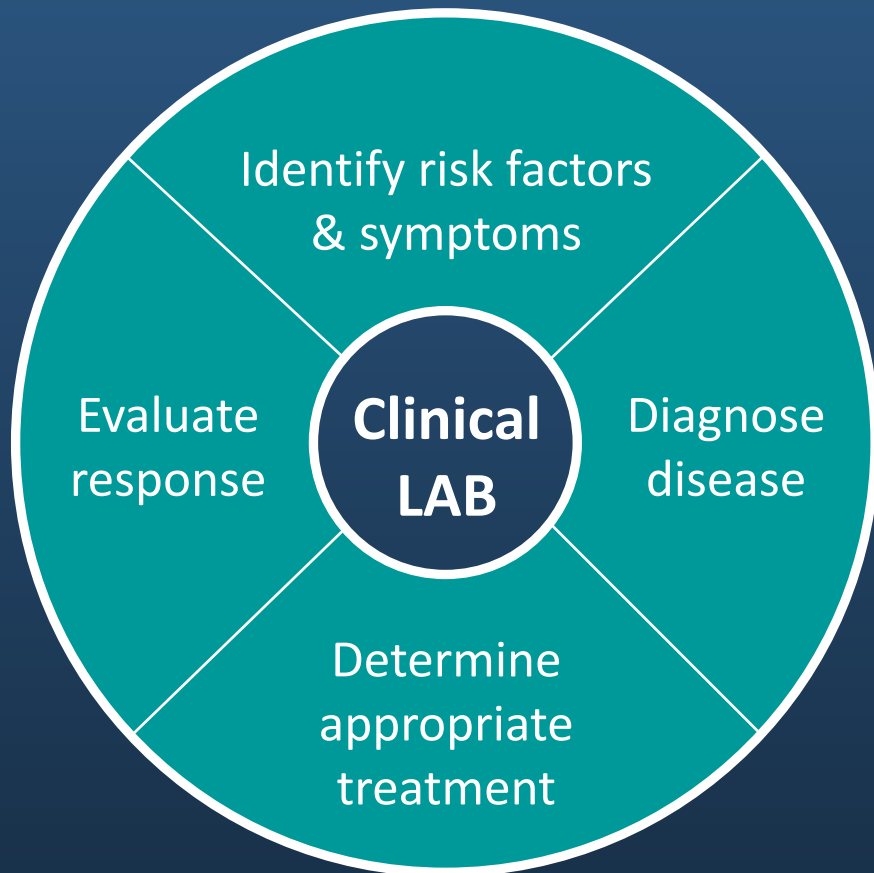 Identify risk factors
& symptoms
Evaluate
response
Clinical
LAB
Diagnose
disease
Determine
appropriate
treatment